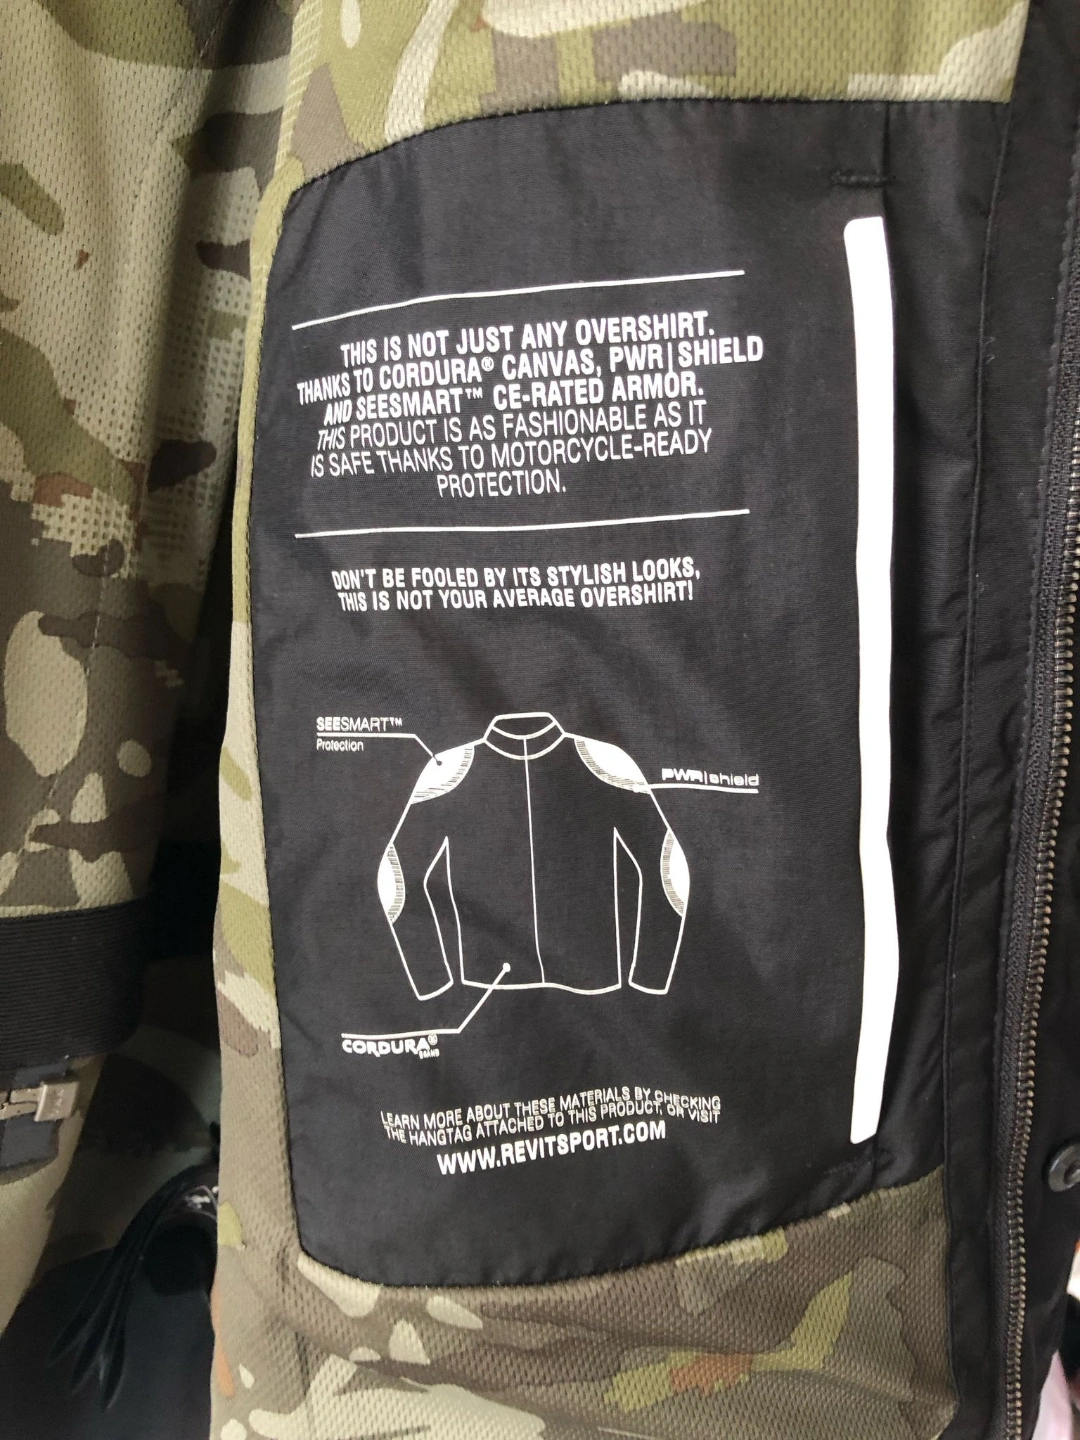 THIS IS NOT JUST ANY OVERSHIRT.
THANKS TO CORDURA® CANVAS, PWR|SHIELD
AND SEESMART™ CE-RATED ARMOR.
THIS PRODUCT IS AS FASHIONABLE AS IT
IS SAFE THANKS TO MOTORCYCLE-READY
PROTECTION.
DON'T BE FOOLED BY ITS STYLISH LOOKS,
THIS IS NOT YOUR AVERAGE OVERSHIRT!
SEESMART™
Protection
PWR|shield
CORDURA®
BRAND
LEARN MORE ABOUT THESE MATERIALS BY CHECKING
THE HANGTAG ATTACHED TO THIS PRODUCT, OR VISIT
WWW.REVITSPORT.COM